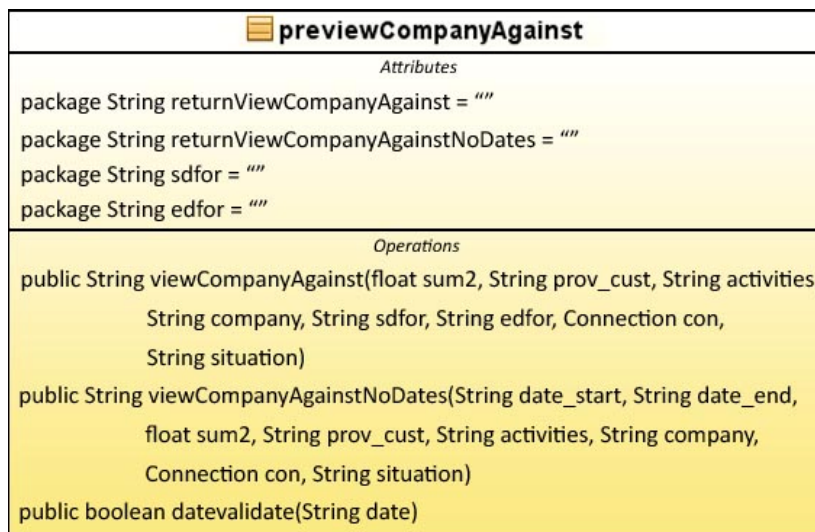 previewCompanyAgainst
Attributes
package String returnViewCompanyAgainst = “”
package String returnViewCompanyAgainstNoDates = “”
package String sdfor = “”
package String edfor = “”
Operations
public String viewCompanyAgainst(float sum2, String prov_cust, String activities
String company, String sdfor, String edfor, Connection con,
String situation)
public String viewCompanyAgainstNoDates(String date_start, String date_end,
float sum2, String prov_cust, String activities, String company,
Connection con, String situation)
public boolean datevalidate(String date)